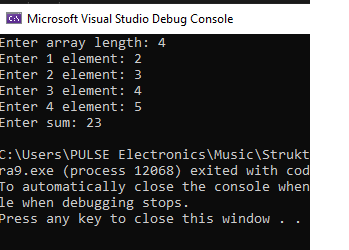 Microsoft Visual Studio Debug Console
Enter array length: 4
Enter 1 element: 2
Enter 2 element: 3
Enter 3 element: 4
Enter 4 element: 5
Enter sum: 23
C:\Users\PULSE Electronics\Music\Strukt
ra9.exe (process 12068) exited with cod
To automatically close the console when
le when debugging stops.
Press any key to close this window . .